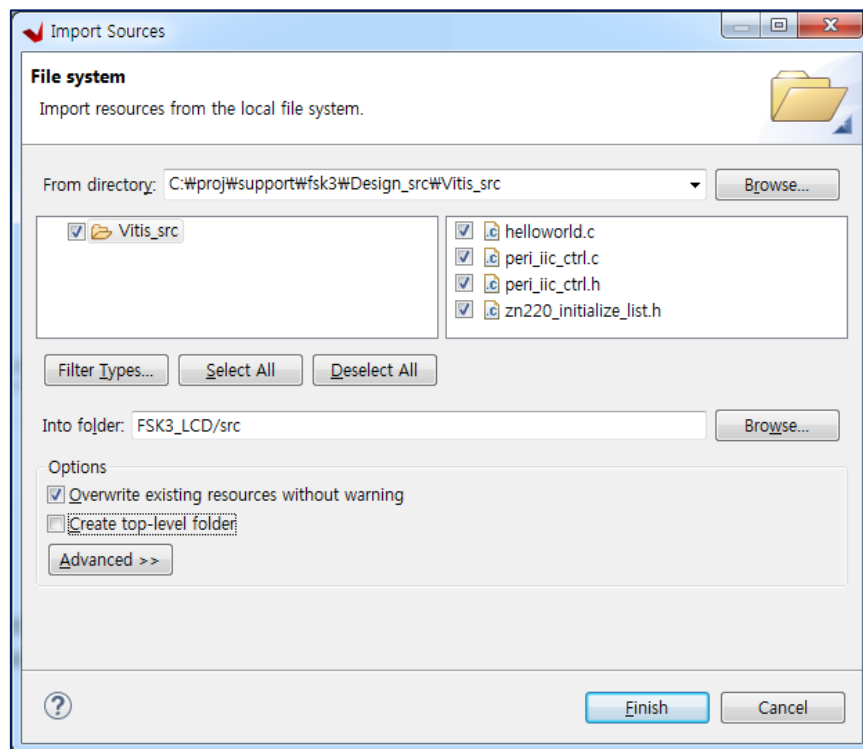 Import Sources
File system
Import resources from the local file system.
From directory: C:₩proj₩support₩fsk3₩Design_src₩Vitis_src Browse...
Vitis_src
helloworld.c
peri_iic_ctrl.c
peri_iic_ctrl.h
zn220_initialize_list.h
Filter Types... Select All Deselect All
Into folder: FSK3_LCD/src Browse...
Options
Overwrite existing resources without warning
Create top-level folder
Advanced >>
? Finish Cancel